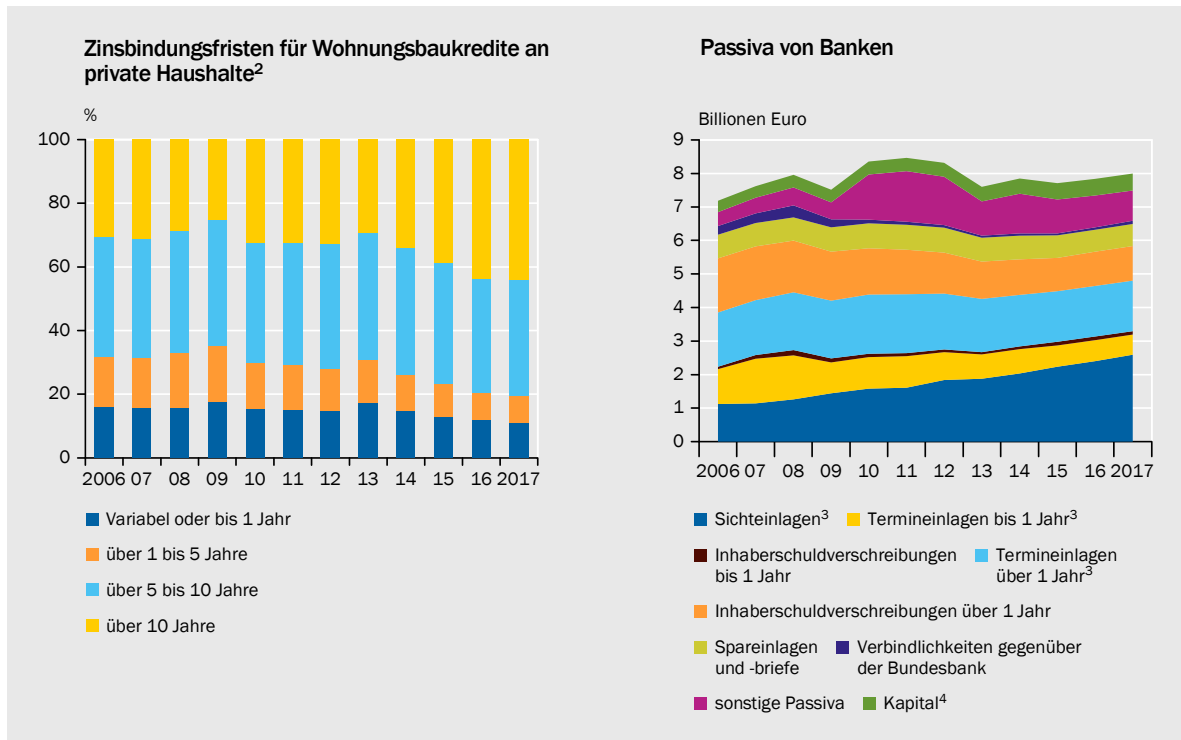 Zinsbindungsfristen für Wohnungsbaukredite an
private Haushalte²
%
100
80
60
40
20
0
2006 07 08 09 10 11 12 13 14 15 16 2017
Variabel oder bis 1 Jahr
über 1 bis 5 Jahre
über 5 bis 10 Jahre
über 10 Jahre
Passiva von Banken
Billionen Euro
9
8
7
6
5
4
3
2
1
0
2006 07 08 09 10 11 12 13 14 15 16 2017
Sichteinlagen³ Termineinlagen bis 1 Jahr³
Inhaberschuldverschreibungen
bis 1 Jahr
Termineinlagen
über 1 Jahr³
Inhaberschuldverschreibungen über 1 Jahr
Spareinlagen
und -briefe
Verbindlichkeiten gegenüber
der Bundesbank
sonstige Passiva Kapital⁴